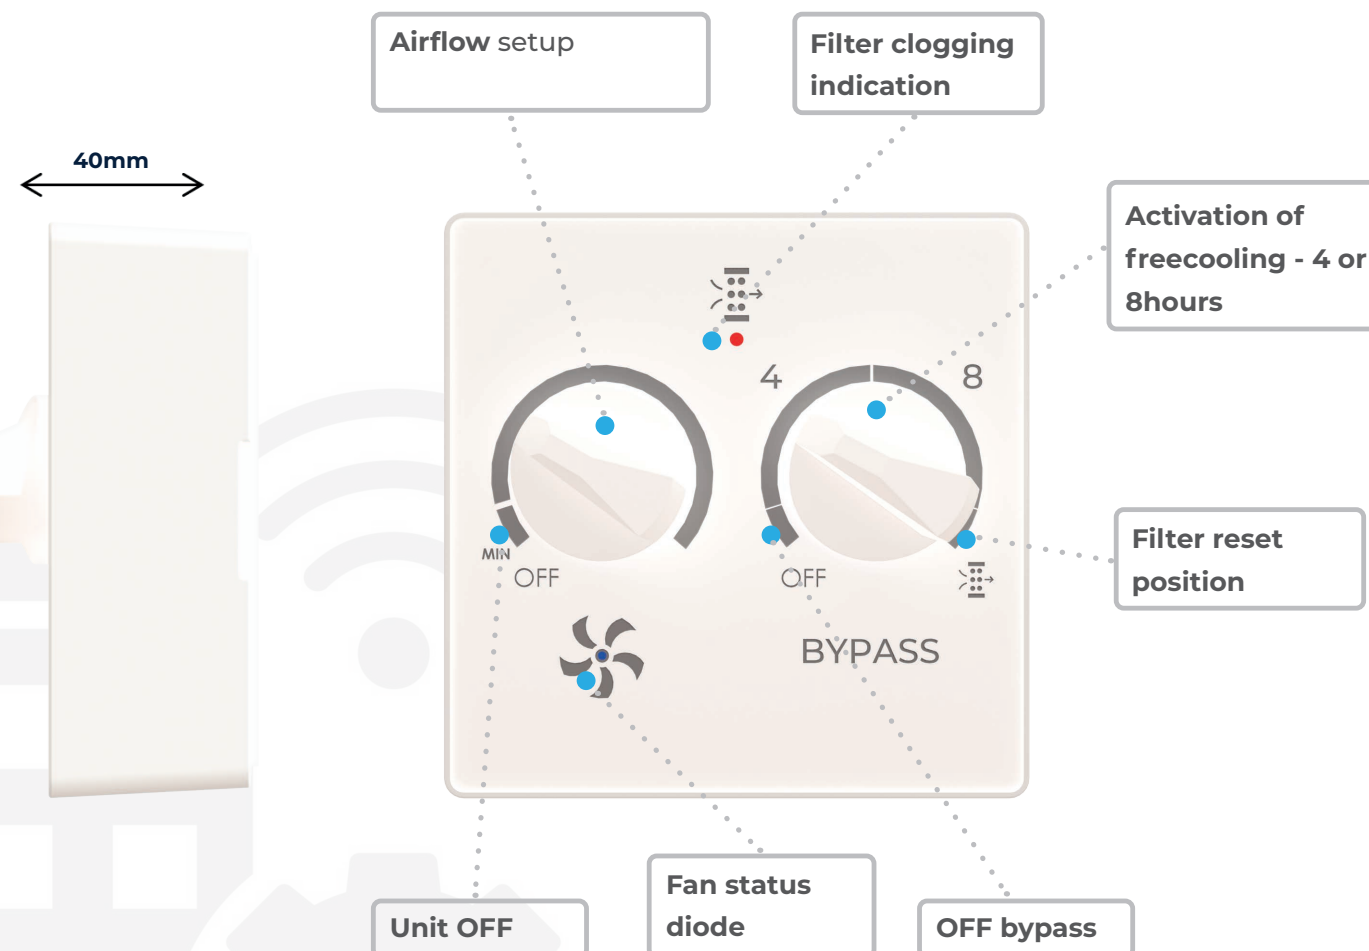 Airflow setup
Filter clogging
indication
40mm
Activation of
freecooling - 4 or
8hours
4
8
MIN
OFF
OFF
Filter reset
position
BYPASS
Fan status
diode
Unit OFF
OFF bypass